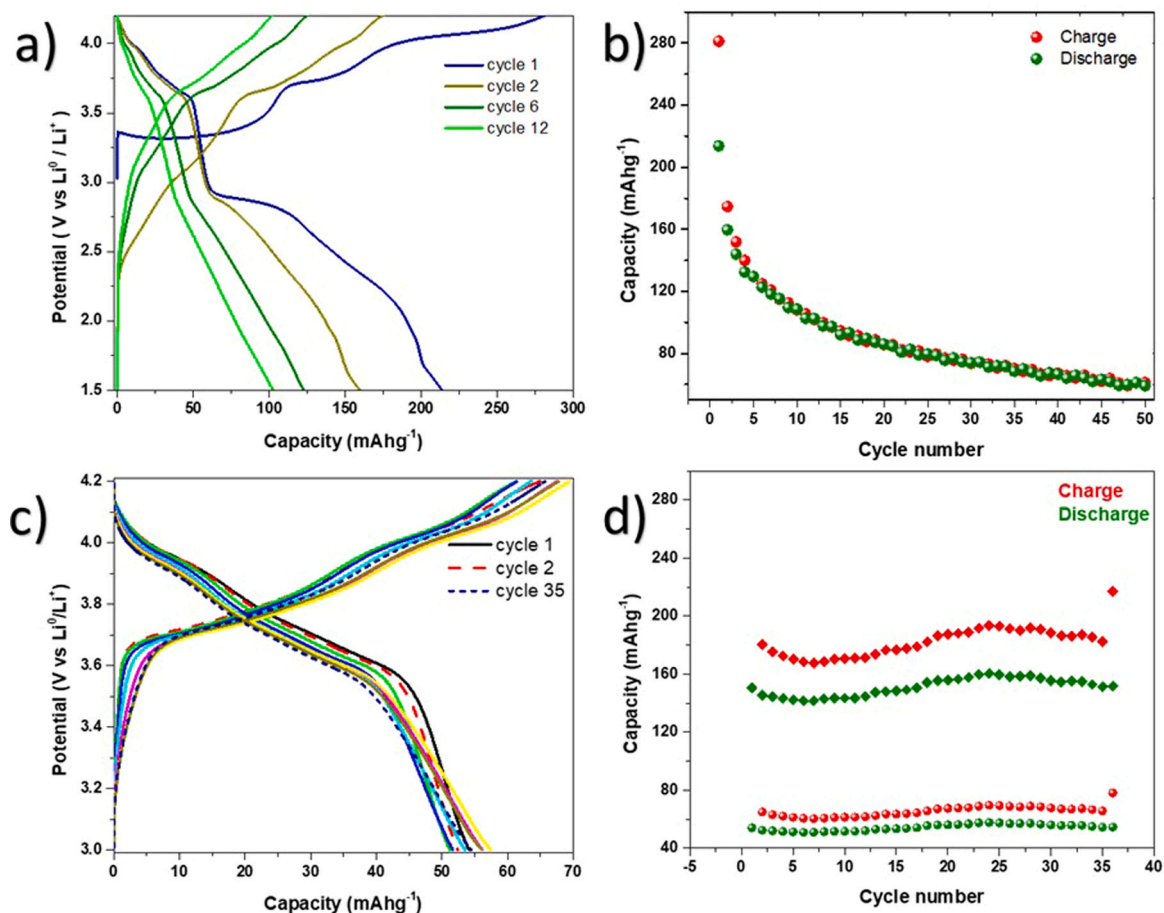 a)
4.0
3.5
3.0
2.5
2.0
1.5
Potential ( V vs Li⁰ / Li⁺)
cycle 1
cycle 2
cycle 6
cycle 12
0 50 100 150 200 250 300
Capacity (mAhg⁻¹)
b)
280
240
200
160
120
80
Capacity (mAhg⁻¹)
Charge
Discharge
0 5 10 15 20 25 30 35 40 45 50
Cycle number
c)
4.2
4.0
3.8
3.6
3.4
3.2
3.0
Potential (V vs Li⁰/Li⁺)
cycle 1
cycle 2
cycle 35
0 10 20 30 40 50 60 70
Capacity (mAhg⁻¹)
d)
280
240
200
160
120
80
40
Capacity (mAhg⁻¹)
Charge
Discharge
-5 0 5 10 15 20 25 30 35 40
Cycle number